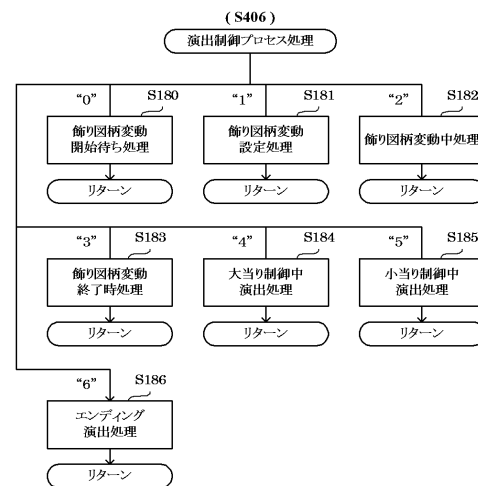 (S406)
演出制御プロセス処理
“0”
S180
“1”
S181
“2”
S182
飾り図柄変動
開始待ち処理
飾り図柄変動
設定処理
飾り図柄変動中処理
リターン
リターン
リターン
“3”
S183
“4”
S184
“5”
S185
飾り図柄変動
終了時処理
大当り制御中
演出処理
小当り制御中
演出処理
リターン
リターン
リターン
“6”
S186
エンディング
演出処理
リターン